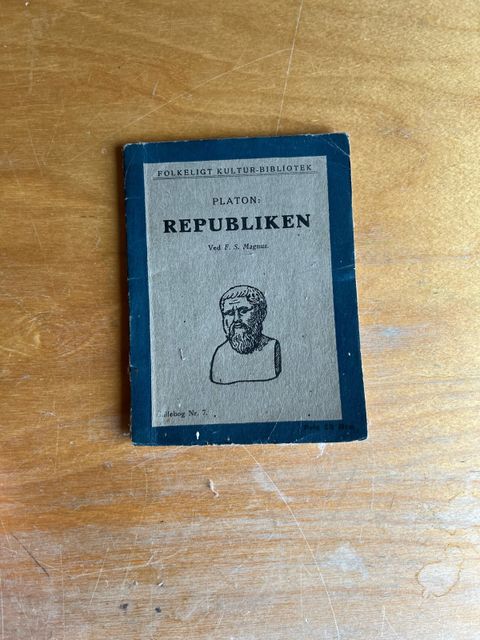 FOLKELIGT KULTUR-BIBLIOTEK
PLATON:
REPUBLIKEN
Ved F. S. Magnus.
Nr. 7.